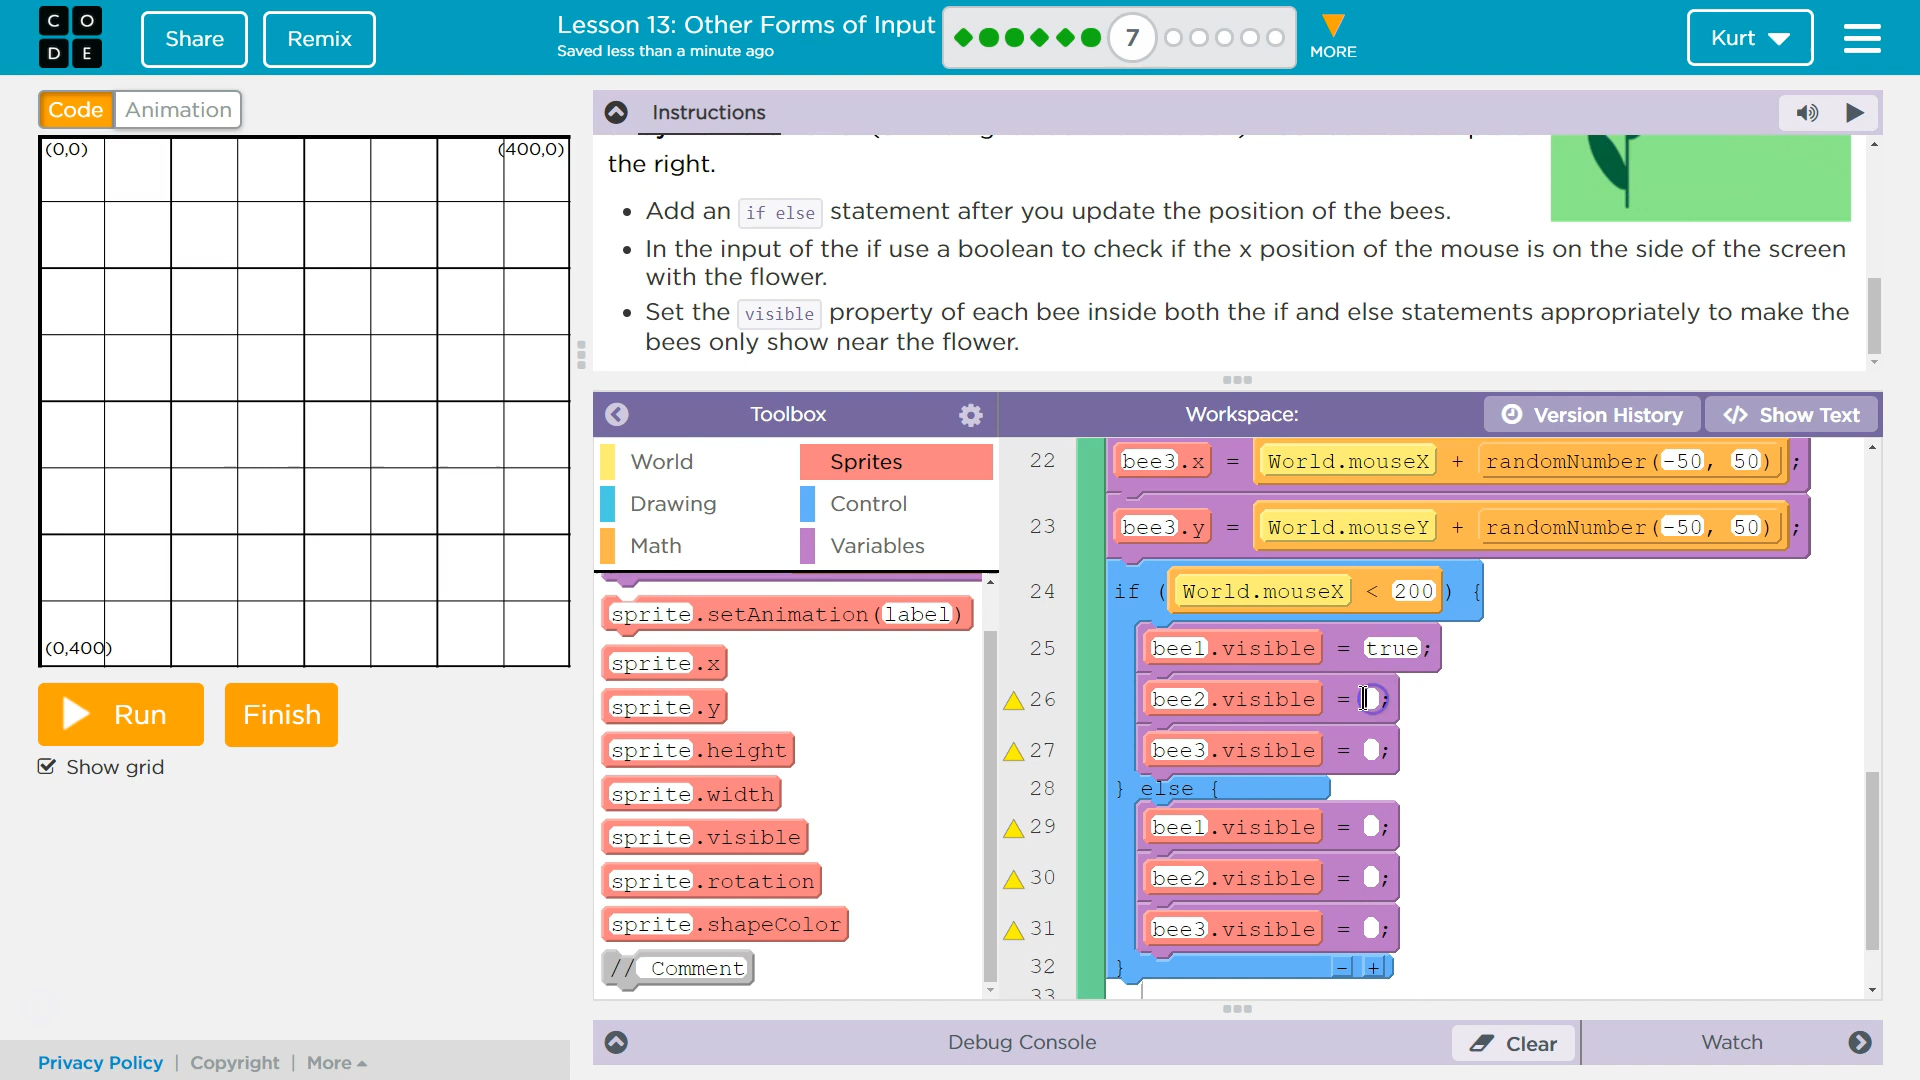 C O
D E
Share
Remix
Lesson 13: Other Forms of Input
Saved less than a minute ago
7
MORE
Kurt
Code
Animation
Instructions
the right.
Add an if else statement after you update the position of the bees.
In the input of the if use a boolean to check if the x position of the mouse is on the side of the screen
with the flower.
Set the visible property of each bee inside both the if and else statements appropriately to make the
bees only show near the flower.
(0,0)
(400,0)
(0,400)
Run
Finish
Show grid
Toolbox
World
Sprites
Drawing
Control
Math
Variables
sprite.setAnimation(label)
sprite.x
sprite.y
sprite.height
sprite.width
sprite.visible
sprite.rotation
sprite.shapeColor
// Comment
Workspace:
Version History
</> Show Text
22 bee3.x = World.mouseX + randomNumber(-50, 50);
23 bee3.y = World.mouseY + randomNumber(-50, 50);
24 if (World.mouseX < 200) {
25 bee1.visible = true;
26 bee2.visible = ;
27 bee3.visible = ;
28 } else {
29 bee1.visible = ;
30 bee2.visible = ;
31 bee3.visible = ;
32 } - +
33
Debug Console
Clear
Watch
Privacy Policy | Copyright | More